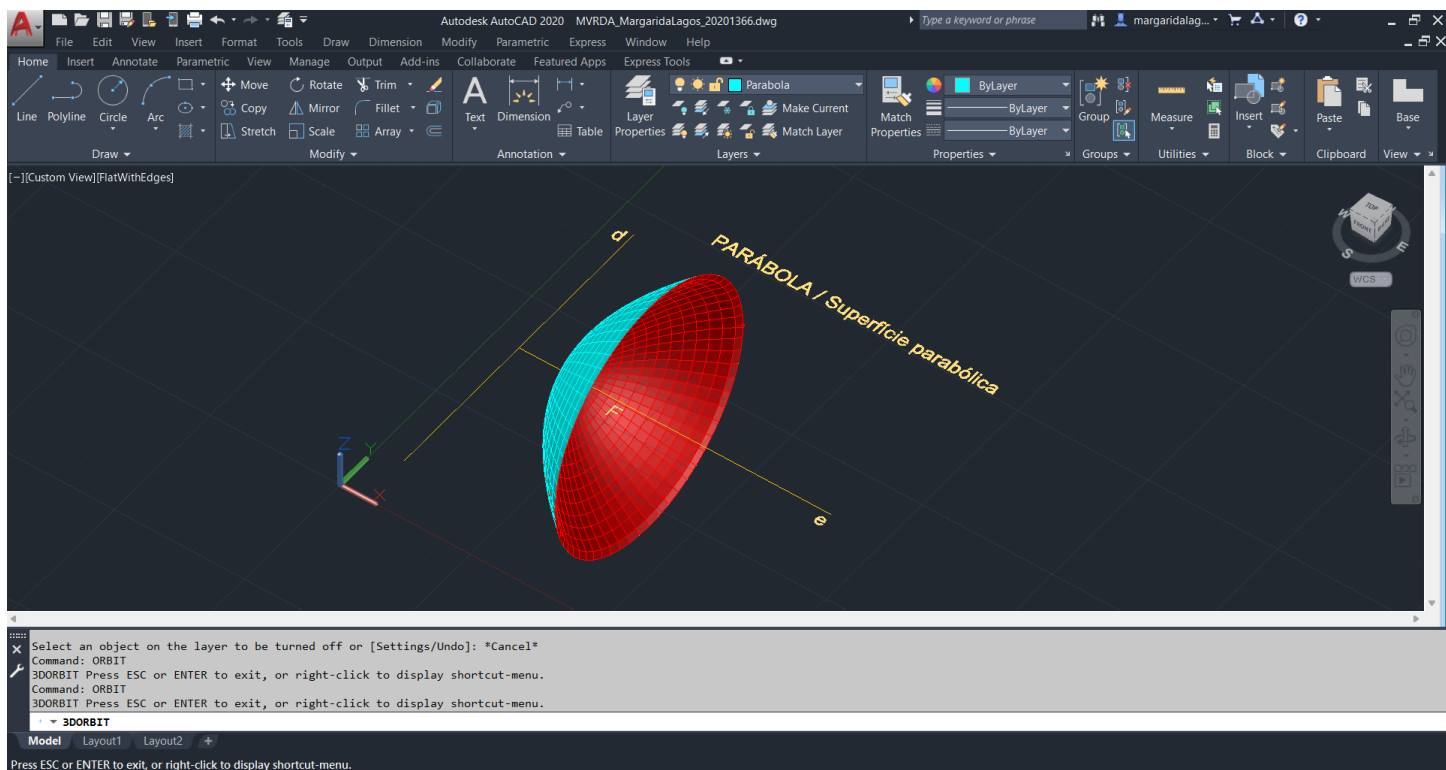 Autodesk AutoCAD 2020 MVRDA_MargaridaLagos_20201366.dwg
Type a keyword or phrase
margaridalag...
File Edit View Insert Format Tools Draw Dimension Modify Parametric Express Window Help
Home Insert Annotate Parametric View Manage Output Add-ins Collaborate Featured Apps Express Tools
Line Polyline Circle Arc
Move Rotate Trim
Copy Mirror Fillet
Stretch Scale Array
Text Dimension
Table
Layer Properties
Parabola
Make Current
Match Layer
Match Properties
ByLayer
ByLayer
ByLayer
Group
Measure
Insert
Paste
Base
Draw Modify Annotation Layers Properties Groups Utilities Block Clipboard View
[−][Custom View][FlatWithEdges]
TOP
FRONT
W
S
E
WCS
d
PARÁBOLA / Superfície parabólica
F
e
Z
Y
X
Select an object on the layer to be turned off or [Settings/Undo]: *Cancel*
Command: ORBIT
3DORBIT Press ESC or ENTER to exit, or right-click to display shortcut-menu.
Command: ORBIT
3DORBIT Press ESC or ENTER to exit, or right-click to display shortcut-menu.
3DORBIT
Model Layout1 Layout2 +
Press ESC or ENTER to exit, or right-click to display shortcut-menu.